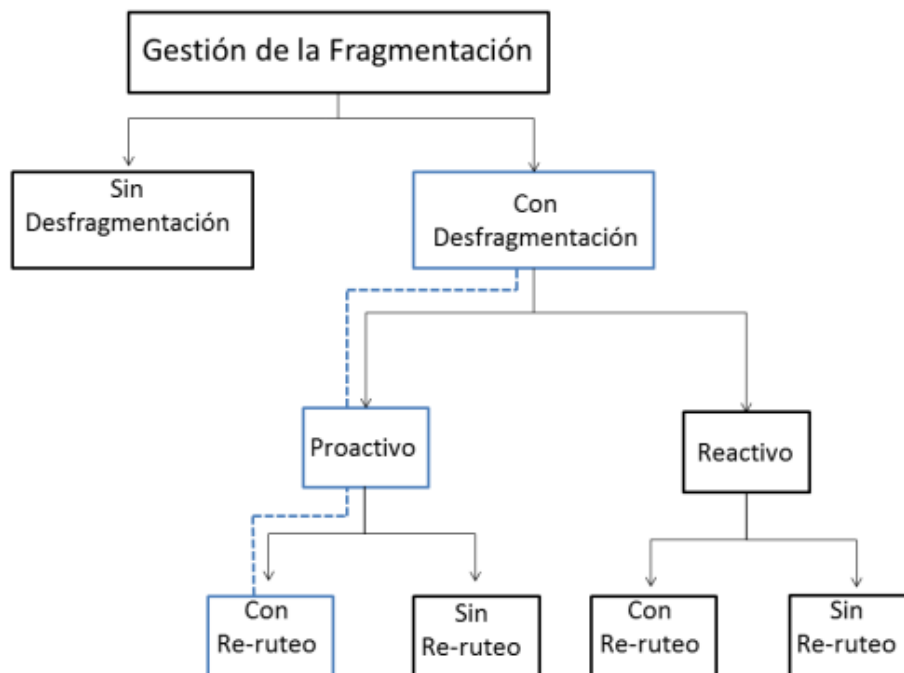 Gestión de la Fragmentación
Sin
Desfragmentación
Con
Desfragmentación
Proactivo
Reactivo
Con
Re-ruteo
Sin
Re-ruteo
Con
Re-ruteo
Sin
Re-ruteo